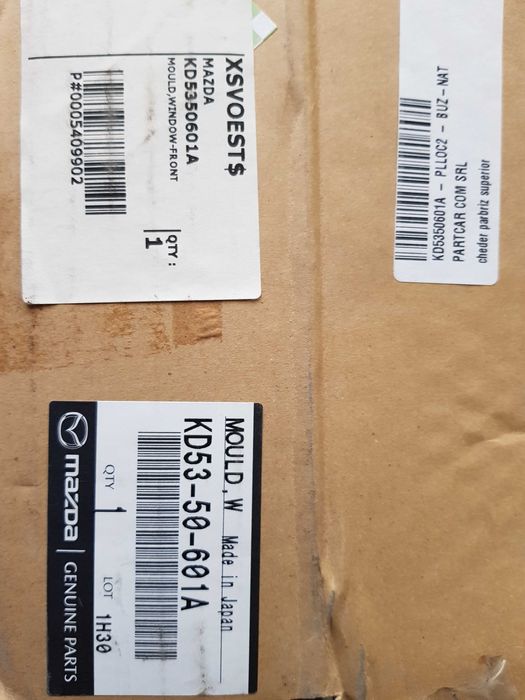 XSVOEST$
MAZDA
KD5350601A
MOULD,WINDOW-FRONT
QTY :
1
P#0005409902
KD5350601A - PLLOC2 - BUZ-NAT
PARTCAR COM SRL
cheder parbriz superior
MOULD,W Made in Japan
KD53-50-601A
QTY 1 LOT 1H30
mazda | GENUINE PARTS